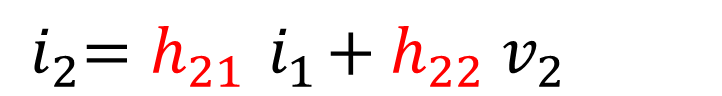 i₂= h₂₁ i₁ + h₂₂ v₂